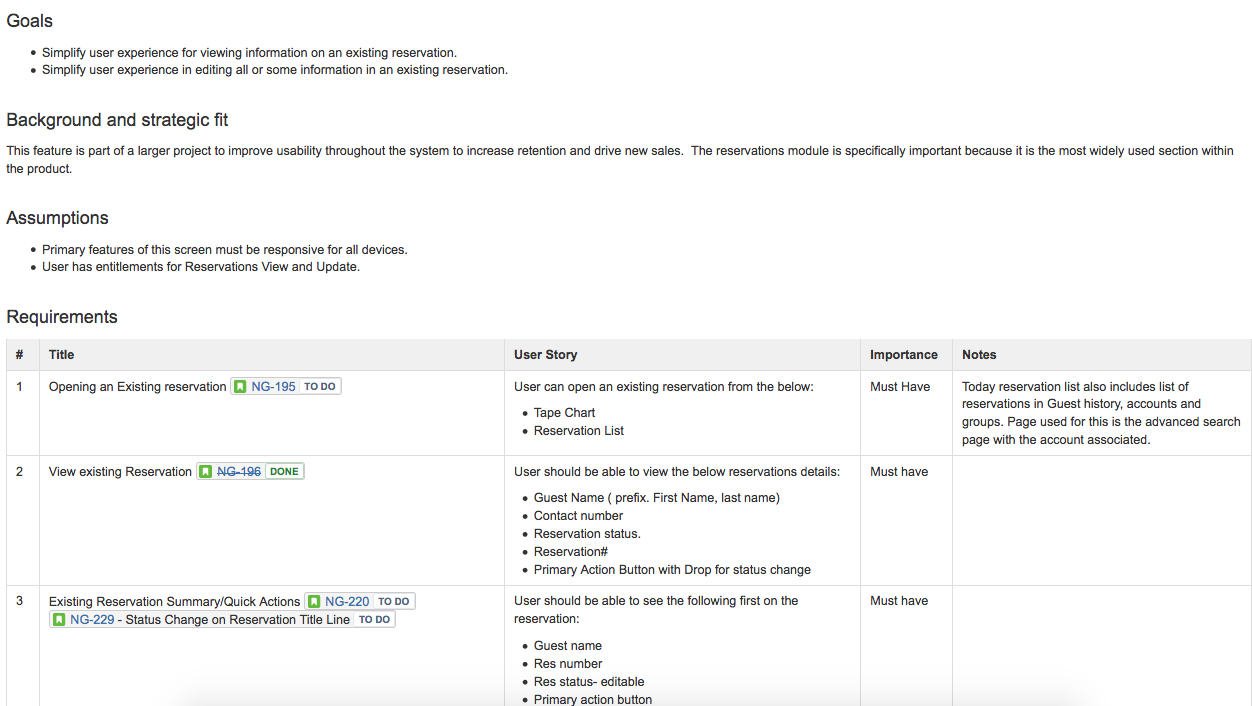 Goals
• Simplify user experience for viewing information on an existing reservation.
• Simplify user experience in editing all or some information in an existing reservation.
Background and strategic fit
This feature is part of a larger project to improve usability throughout the system to increase retention and drive new sales.  The reservations module is specifically important because it is the most widely used section within
the product.
Assumptions
• Primary features of this screen must be responsive for all devices.
• User has entitlements for Reservations View and Update.
Requirements
# Title User Story Importance Notes
1 Opening an Existing reservation NG-195 TO DO
User can open an existing reservation from the below:
• Tape Chart
• Reservation List
Must Have
Today reservation list also includes list of
reservations in Guest history, accounts and
groups. Page used for this is the advanced search
page with the account associated.
2 View existing Reservation NG-196 DONE
User should be able to view the below reservations details:
• Guest Name ( prefix. First Name, last name)
• Contact number
• Reservation status.
• Reservation#
• Primary Action Button with Drop for status change
Must have
3 Existing Reservation Summary/Quick Actions NG-220 TO DO
NG-229 - Status Change on Reservation Title Line TO DO
User should be able to see the following first on the
reservation:
• Guest name
• Res number
• Res status- editable
• Primary action button
Must have